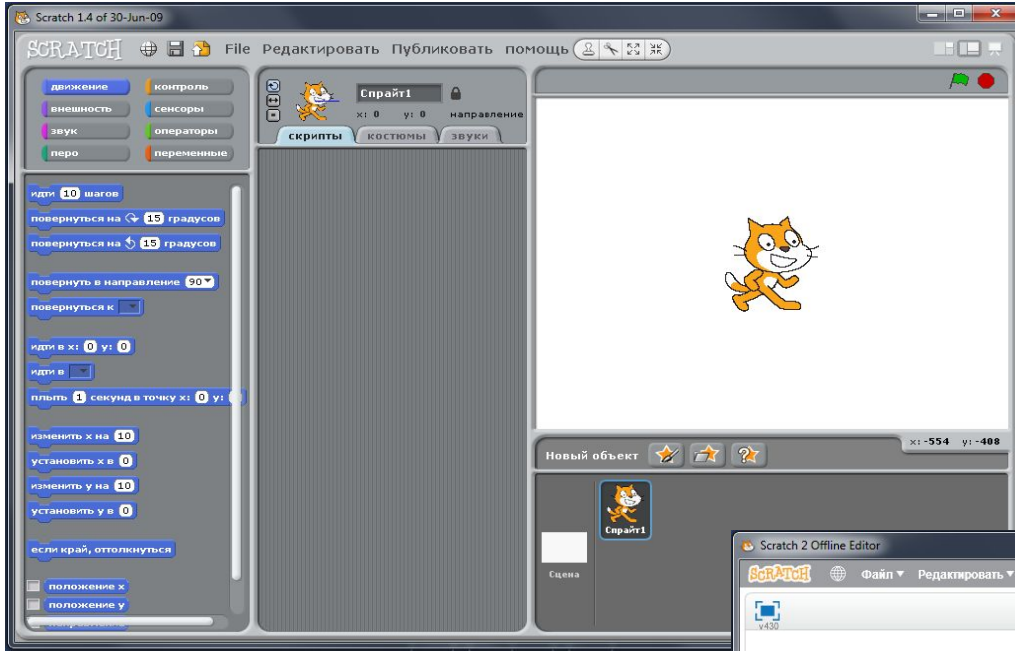 Scratch 1.4 of 30-Jun-09
SCRATCH File Редактировать Публиковать помощь
движение контроль
внешность сенсоры
звук операторы
перо переменные
Спрайт1
x: 0 y: 0 направление
скрипты костюмы звуки
идти 10 шагов
повернуться на 15 градусов
повернуться на 15 градусов
повернуть в направление 90
повернуться к
идти в x: 0 y: 0
идти в
плыть 1 секунд в точку x: 0 y:
изменить x на 10
установить x в 0
изменить y на 10
установить y в 0
если край, оттолкнуться
положение x
положение y
x: -554 y: -408
Новый объект
Спрайт1
Сцена
Scratch 2 Offline Editor
SCRATCH Файл Редактировать
v430